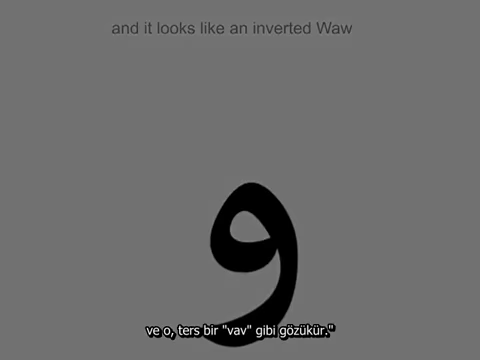 and it looks like an inverted Waw
و
ve o, ters bir "vav" gibi gözükür."